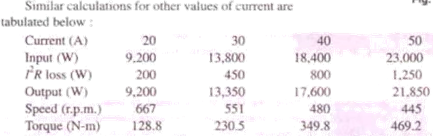 Similar calculations for other values of current are
tabulated below :
Current (A) 20 30 40 50
Input (W) 9,200 13,800 18,400 23,000
I²R loss (W) 200 450 800 1,250
Output (W) 9,200 13,350 17,600 21,850
Speed (r.p.m.) 667 551 480 445
Torque (N-m) 128.8 230.5 349.8 469.2